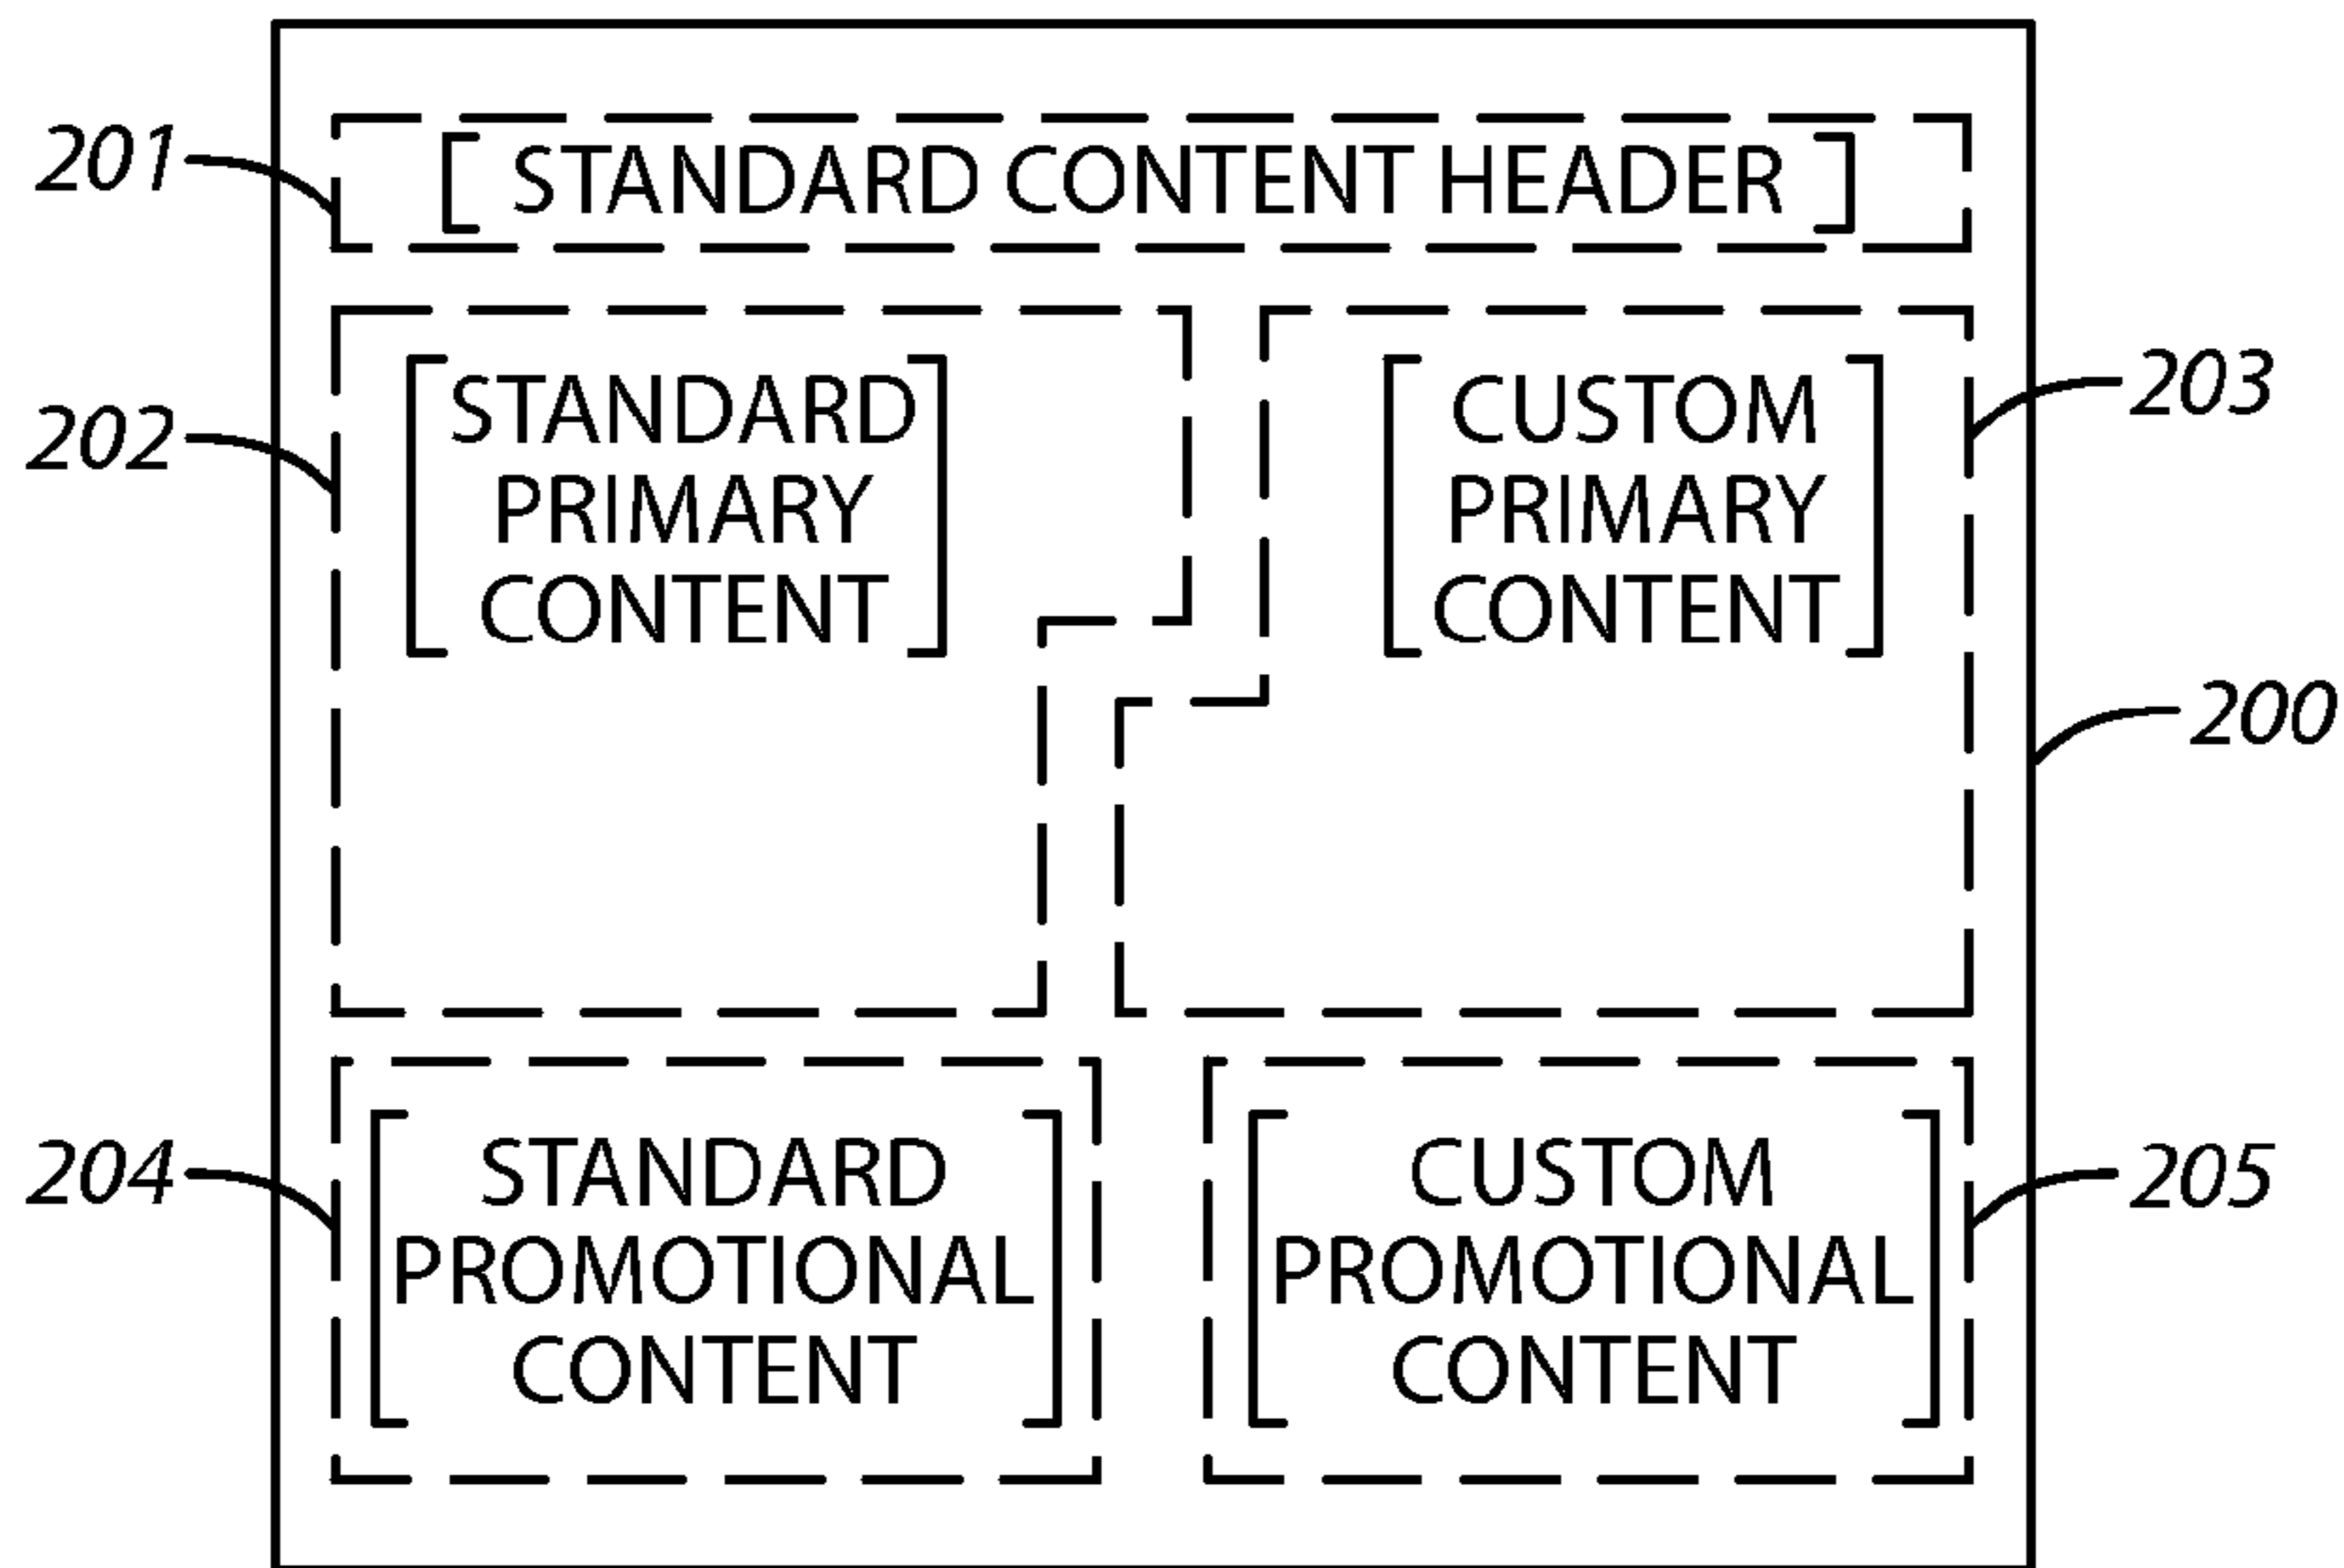 201
[STANDARD CONTENT HEADER]
202
[STANDARD
PRIMARY
CONTENT]
[CUSTOM
PRIMARY
CONTENT]
203
200
204
[STANDARD
PROMOTIONAL
CONTENT]
[CUSTOM
PROMOTIONAL
CONTENT]
205